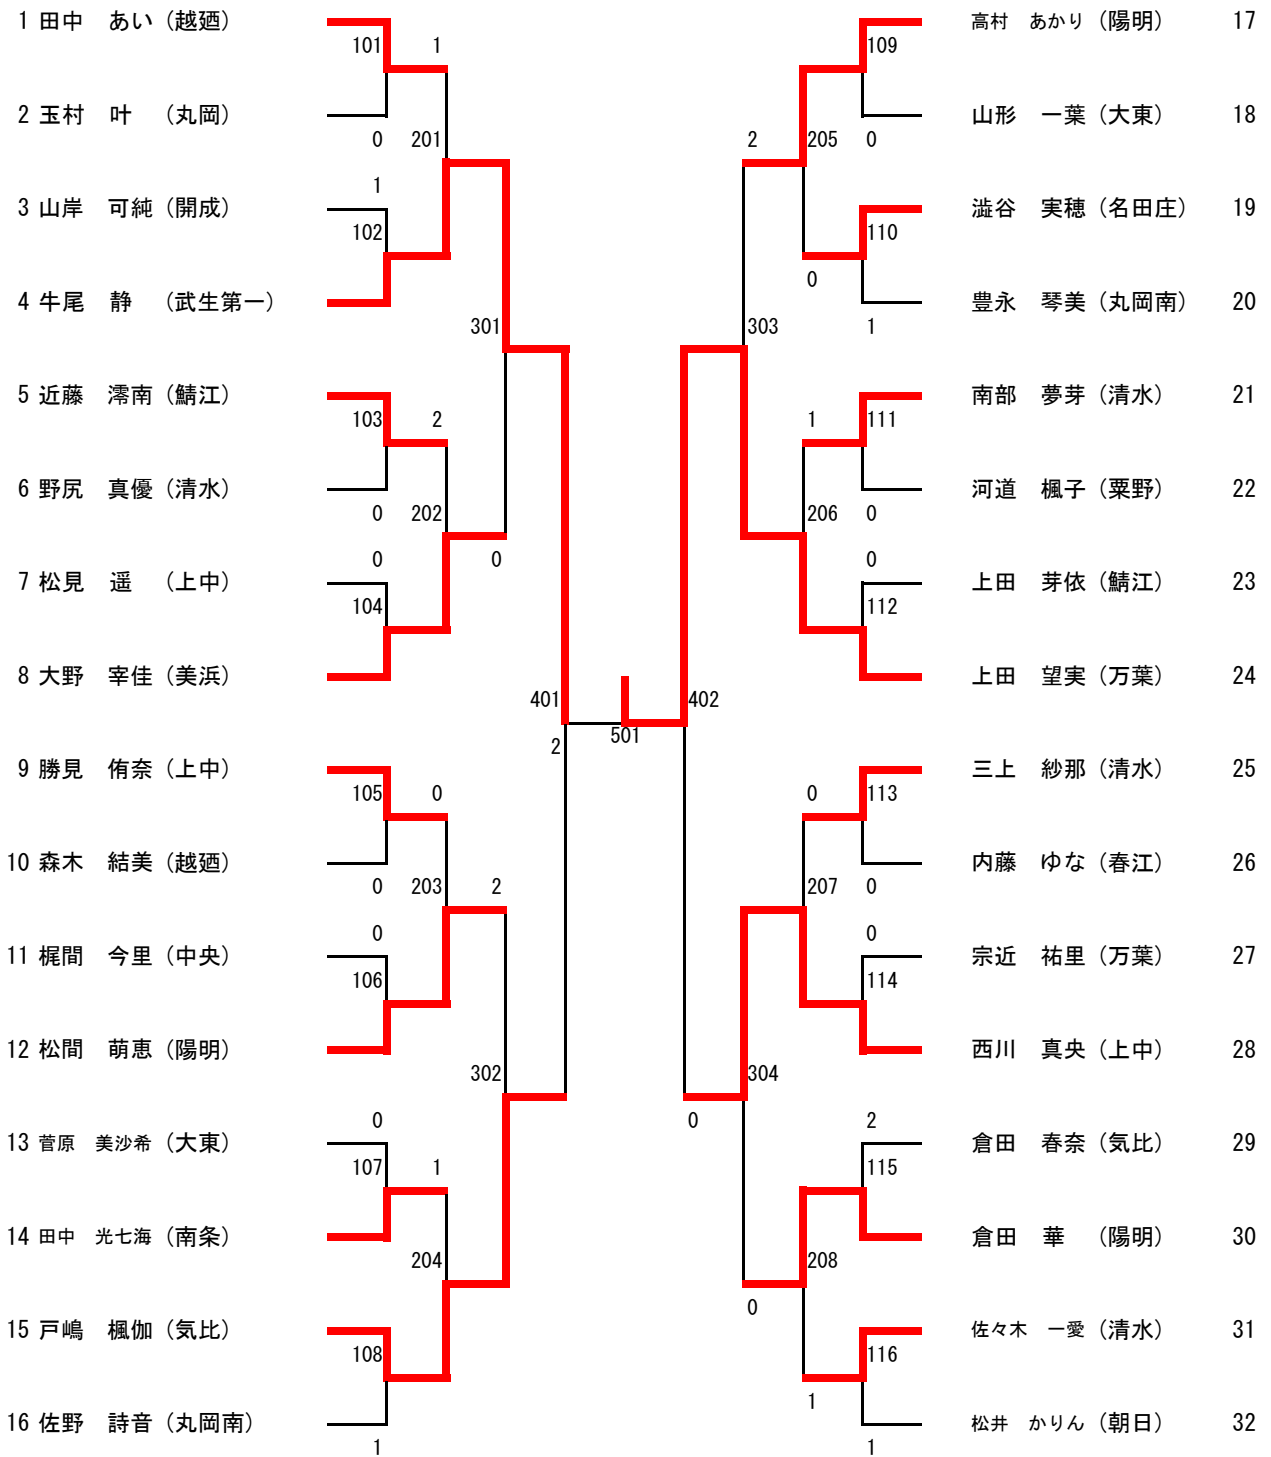 1 田中　あい（越廼）
101
1
2 玉村　叶　（丸岡）
0
201
3 山岸　可純（開成）
1
102
4 牛尾　静　（武生第一）
301
5 近藤　澪南（鯖江）
103
2
6 野尻　真優（清水）
0
202
0
7 松見　遥　（上中）
0
104
8 大野　宰佳（美浜）
401
2
501
9 勝見　侑奈（上中）
105
0
10 森木　結美（越廼）
0
203
2
11 梶間　今里（中央）
0
106
12 松間　萌恵（陽明）
302
13 菅原　美沙希（大東）
0
107
1
14 田中　光七海（南条）
204
15 戸嶋　楓伽（気比）
108
16 佐野　詩音（丸岡南）
1
高村　あかり（陽明） 17
109
山形　一葉（大東） 18
2
205
0
澁谷　実穂（名田庄） 19
110
0
豊永　琴美（丸岡南） 20
303
1
南部　夢芽（清水） 21
1
111
河道　楓子（粟野） 22
206
0
上田　芽依（鯖江） 23
0
112
上田　望実（万葉） 24
402
三上　紗那（清水） 25
0
113
内藤　ゆな（春江） 26
207
0
宗近　祐里（万葉） 27
0
114
西川　真央（上中） 28
304
0
倉田　春奈（気比） 29
2
115
倉田　華　（陽明） 30
208
0
佐々木　一愛（清水） 31
116
1
松井　かりん（朝日） 32
1